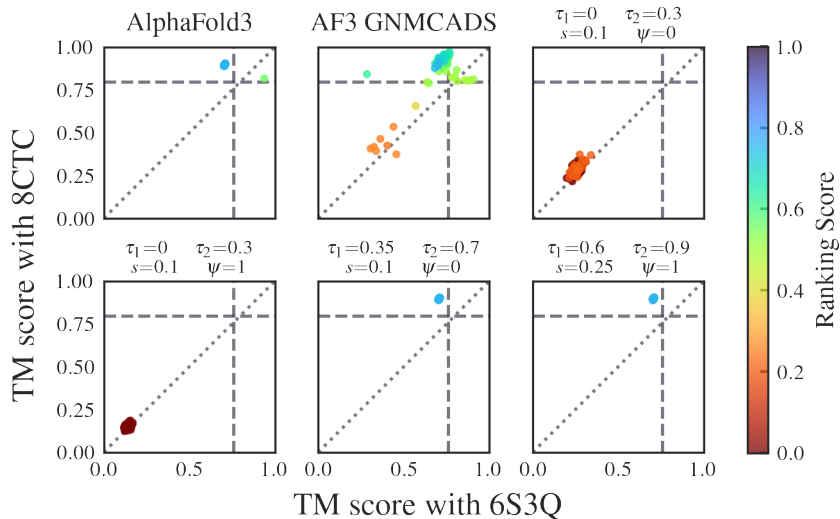 AlphaFold3
AF3 GNMCADS
τ₁=0 τ₂=0.3
s=0.1 ψ=0
1.00
0.75
0.50
0.25
0.00
τ₁=0 τ₂=0.3
s=0.1 ψ=1
τ₁=0.35 τ₂=0.7
s=0.1 ψ=0
τ₁=0.6 τ₂=0.9
s=0.25 ψ=1
1.00
0.75
0.50
0.25
0.00
0.0 0.5 1.0
0.0 0.5 1.0
0.0 0.5 1.0
TM score with 6S3Q
TM score with 8CTC
1.0
0.8
0.6
0.4
0.2
0.0
Ranking Score